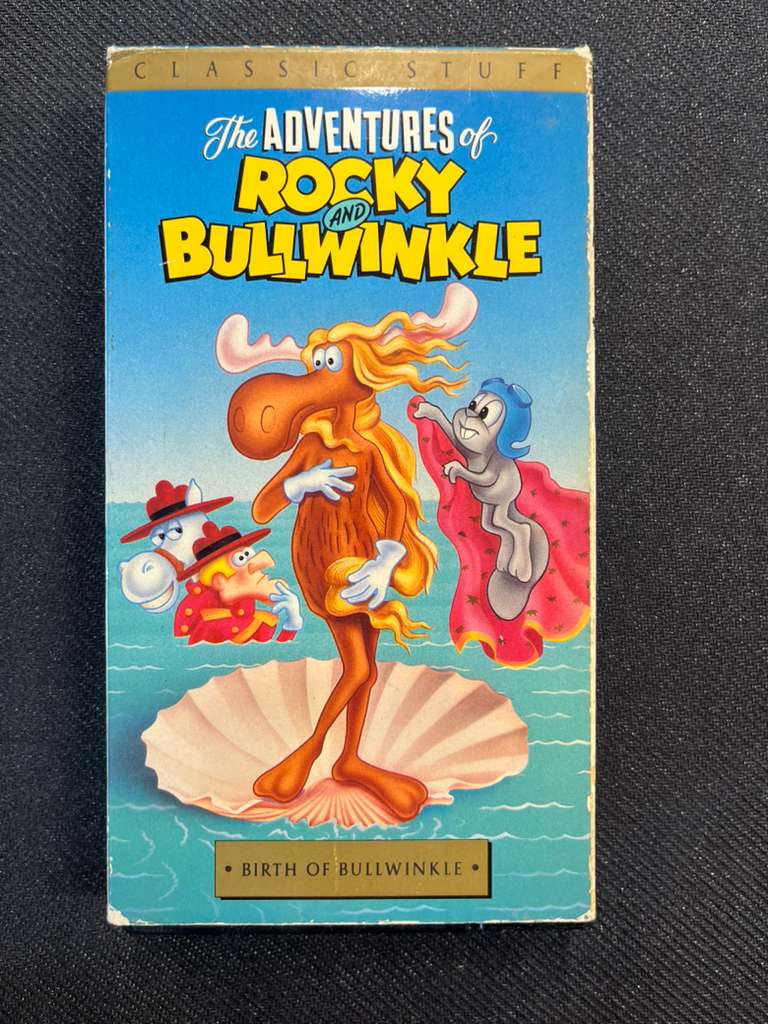 CLASSIC STUFF
The ADVENTURES of
ROCKY
AND
BULLWINKLE
• BIRTH OF BULLWINKLE •